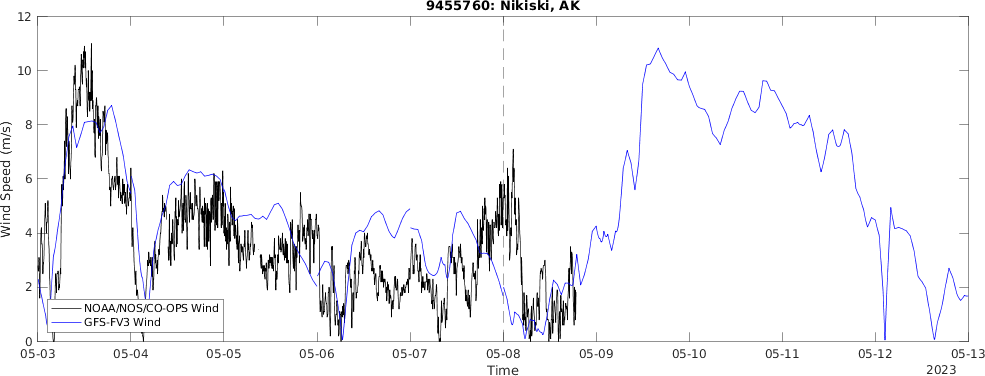 9455760: Nikiski, AK
Wind Speed (m/s)
12
10
8
6
4
2
0
NOAA/NOS/CO-OPS Wind
GFS-FV3 Wind
05-03 05-04 05-05 05-06 05-07 05-08 05-09 05-10 05-11 05-12 05-13
Time
2023